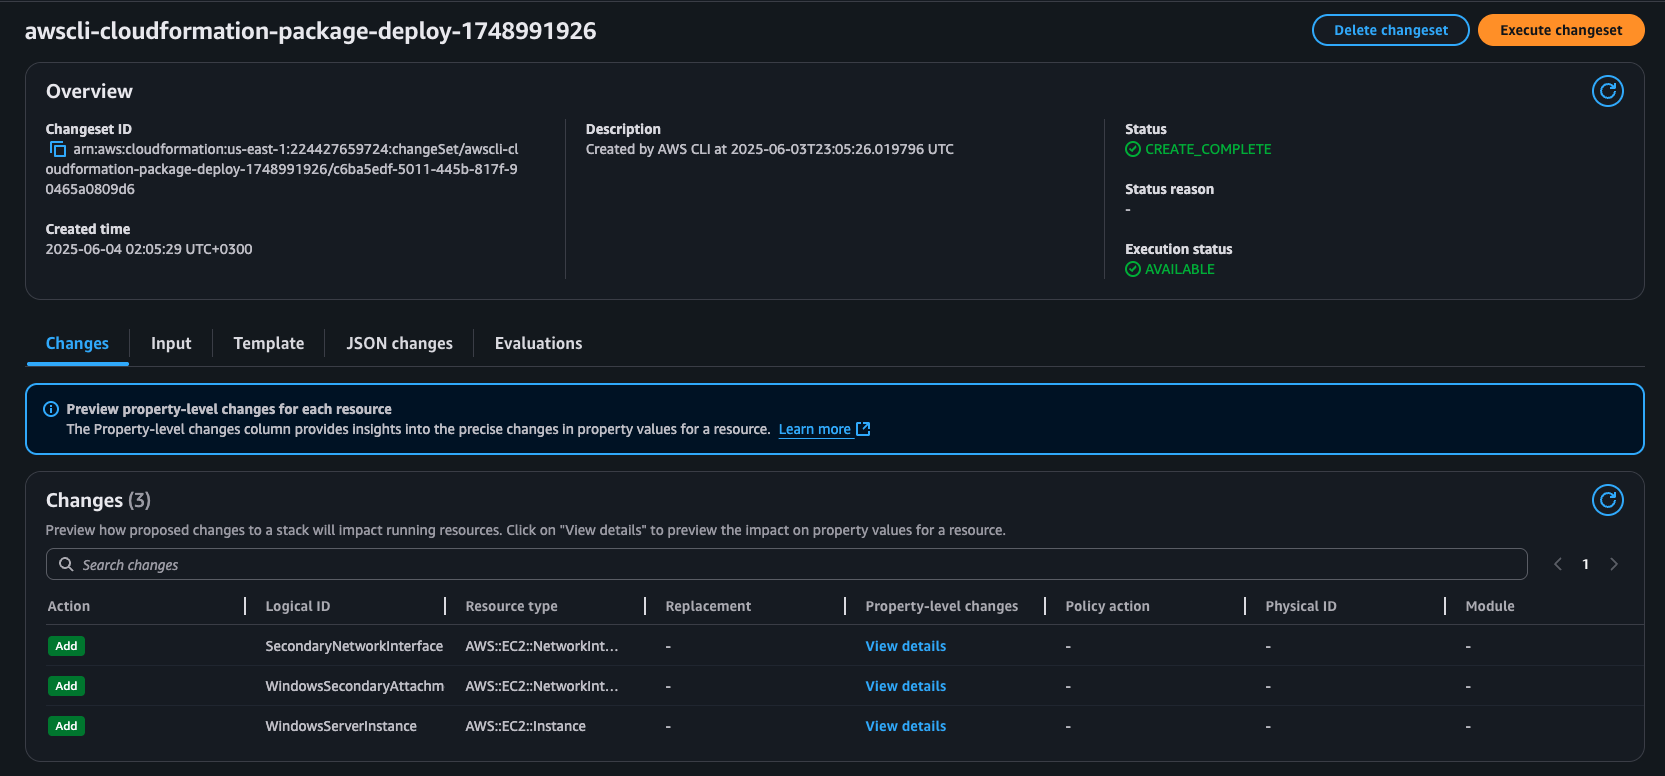 awscli-cloudformation-package-deploy-1748991926
Delete changeset
Execute changeset
Overview
Changeset ID
arn:aws:cloudformation:us-east-1:224427659724:changeSet/awscli-cl
oudformation-package-deploy-1748991926/c6ba5edf-5011-445b-817f-9
0465a0809d6
Created time
2025-06-04 02:05:29 UTC+0300
Description
Created by AWS CLI at 2025-06-03T23:05:26.019796 UTC
Status
CREATE_COMPLETE
Status reason
-
Execution status
AVAILABLE
Changes Input Template JSON changes Evaluations
Preview property-level changes for each resource
The Property-level changes column provides insights into the precise changes in property values for a resource. Learn more
Changes (3)
Preview how proposed changes to a stack will impact running resources. Click on "View details" to preview the impact on property values for a resource.
Search changes
1
Action Logical ID Resource type Replacement Property-level changes Policy action Physical ID Module
Add SecondaryNetworkInterface AWS::EC2::NetworkInt... - View details - - -
Add WindowsSecondaryAttachm AWS::EC2::NetworkInt... - View details - - -
Add WindowsServerInstance AWS::EC2::Instance - View details - - -